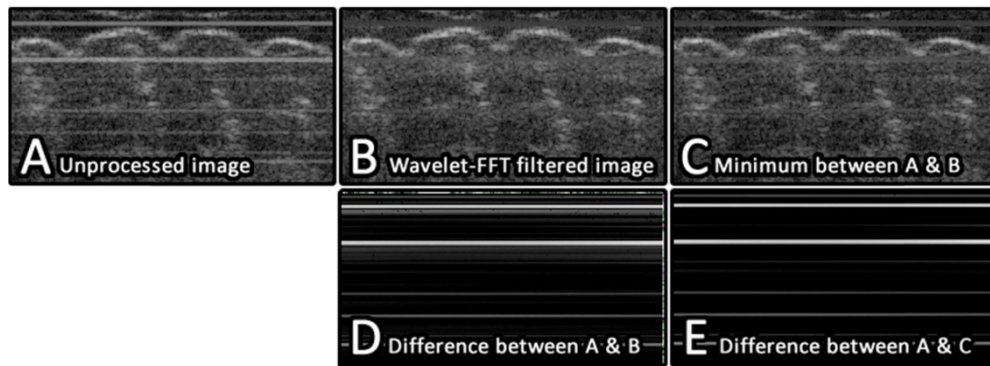 A Unprocessed image
B Wavelet-FFT filtered image
C Minimum between A & B
D Difference between A & B
E Difference between A & C